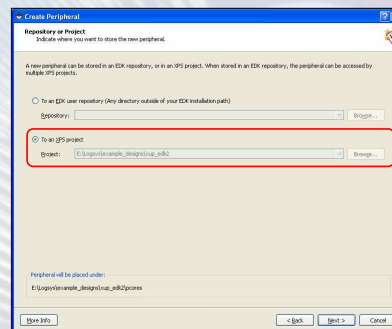 Create Peripheral
Repository or Project
Indicate where you want to store the new peripheral.
A new peripheral can be stored in an EDK repository, or in an XPS project. When stored in an EDK repository, the peripheral can be accessed by
multiple XPS projects.
To an EDK user repository (Any directory outside of your EDK installation path)
Repository:
Browse...
To an XPS project
Project:
E:\Logsys\example_designs\xup_edk2
Browse...
Peripheral will be placed under:
E:\Logsys\example_designs\xup_edk2\pcores
More Info
< Back
Next >
Cancel